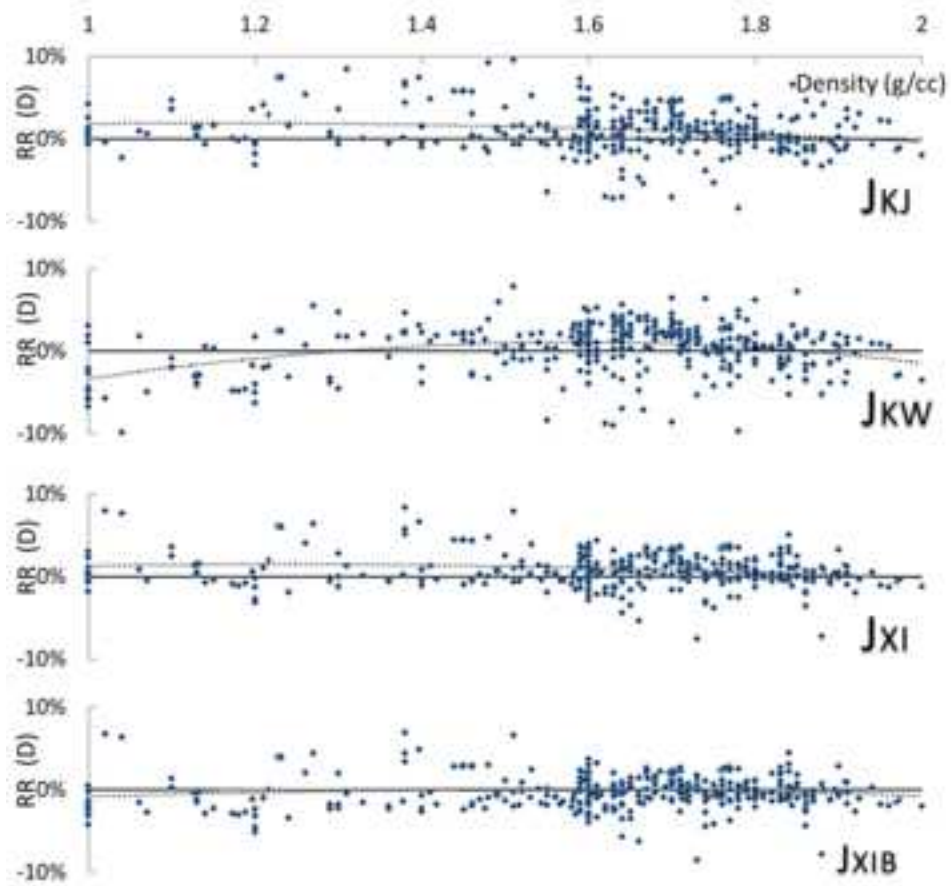 1 1.2 1.4 1.6 1.8 2
10%
Density (g/cc)
RR (D)
0%
-10%
JKJ
10%
RR (D)
0%
-10%
JKW
10%
RR (D)
0%
-10%
JXI
10%
RR (D)
0%
-10%
JXIB